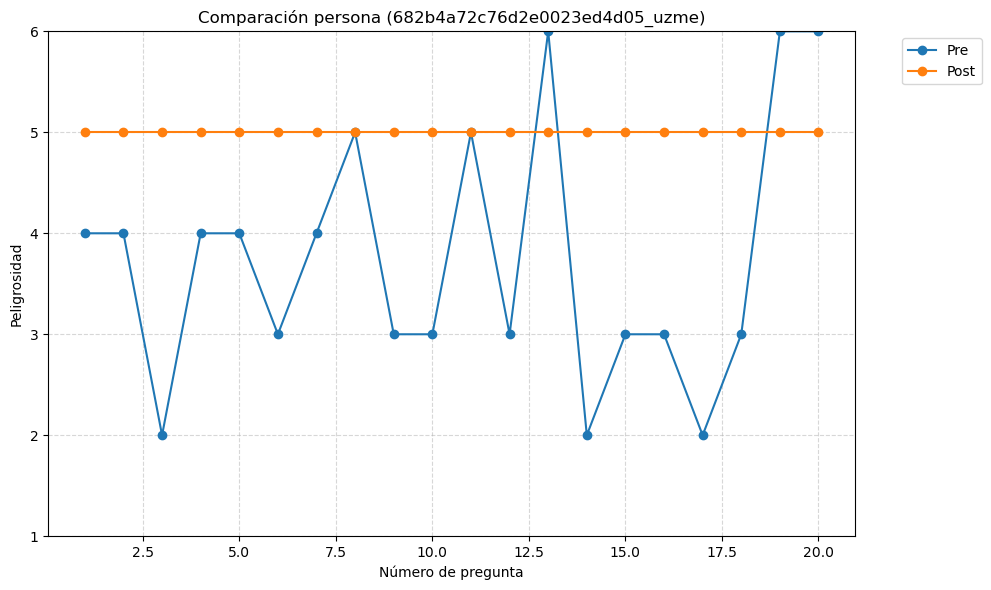 Comparación persona (682b4a72c76d2e0023ed4d05_uzme)
Pre
Post
Peligrosidad
6
5
4
3
2
1
2.5 5.0 7.5 10.0 12.5 15.0 17.5 20.0
Número de pregunta